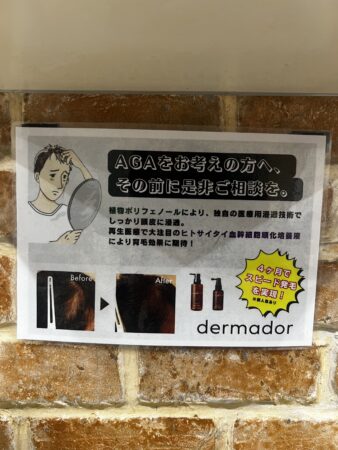 AGAをお考えの方へ、
その前に是非ご相談を。
植物ポリフェノールにより、独自の医療用浸透技術で
しっかり頭皮に浸透。
再生医療で大注目のヒトサイタイ血幹細胞順化培養液
により育毛効果に期待！
Before
After
4ヶ月で
スピード発毛
を実現！
※個人差あり
dermador